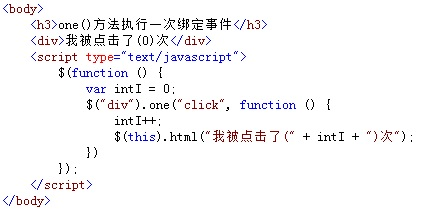 <body>
    <h3>one()方法执行一次绑定事件</h3>
    <div>我被点击了(0)次</div>
    <script type="text/javascript">
        $(function () {
            var intI = 0;
            $("div").one("click", function () {
                intI++;
                $(this).html("我被点击了(" + intI + ")次");
            })
        });
    </script>
</body>